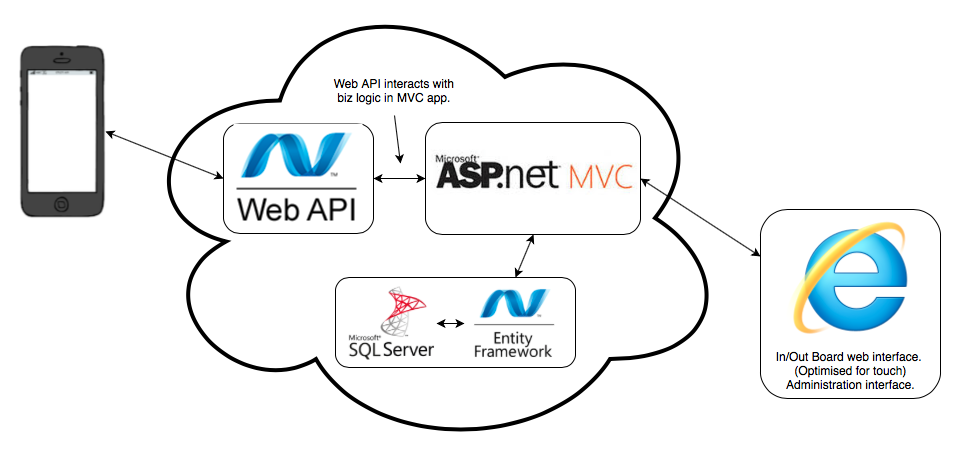 Web API interacts with
biz logic in MVC app.
Web API
Microsoft
ASP.net MVC
Microsoft
SQL Server
Entity
Framework
In/Out Board web interface.
(Optimised for touch)
Administration interface.